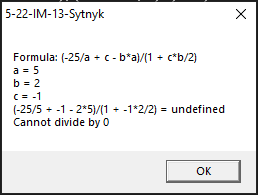 5-22-IM-13-Sytnyk
Formula: (-25/a + c - b*a)/(1 + c*b/2)
a = 5
b = 2
c = -1
(-25/5 + -1 - 2*5)/(1 + -1*2/2) = undefined
Cannot divide by 0
OK